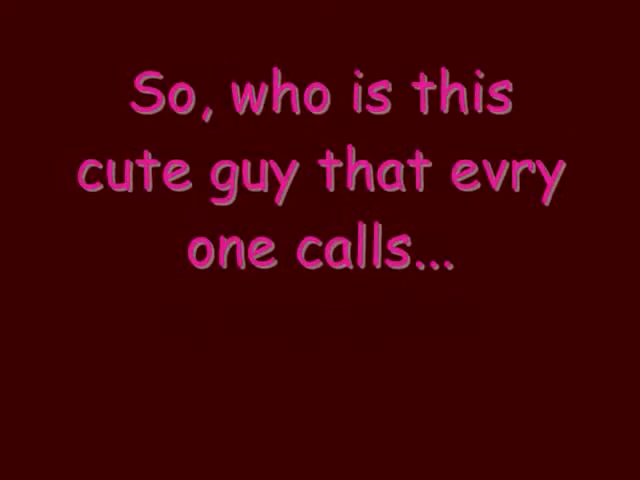 So, who is this
cute guy that evry
one calls...